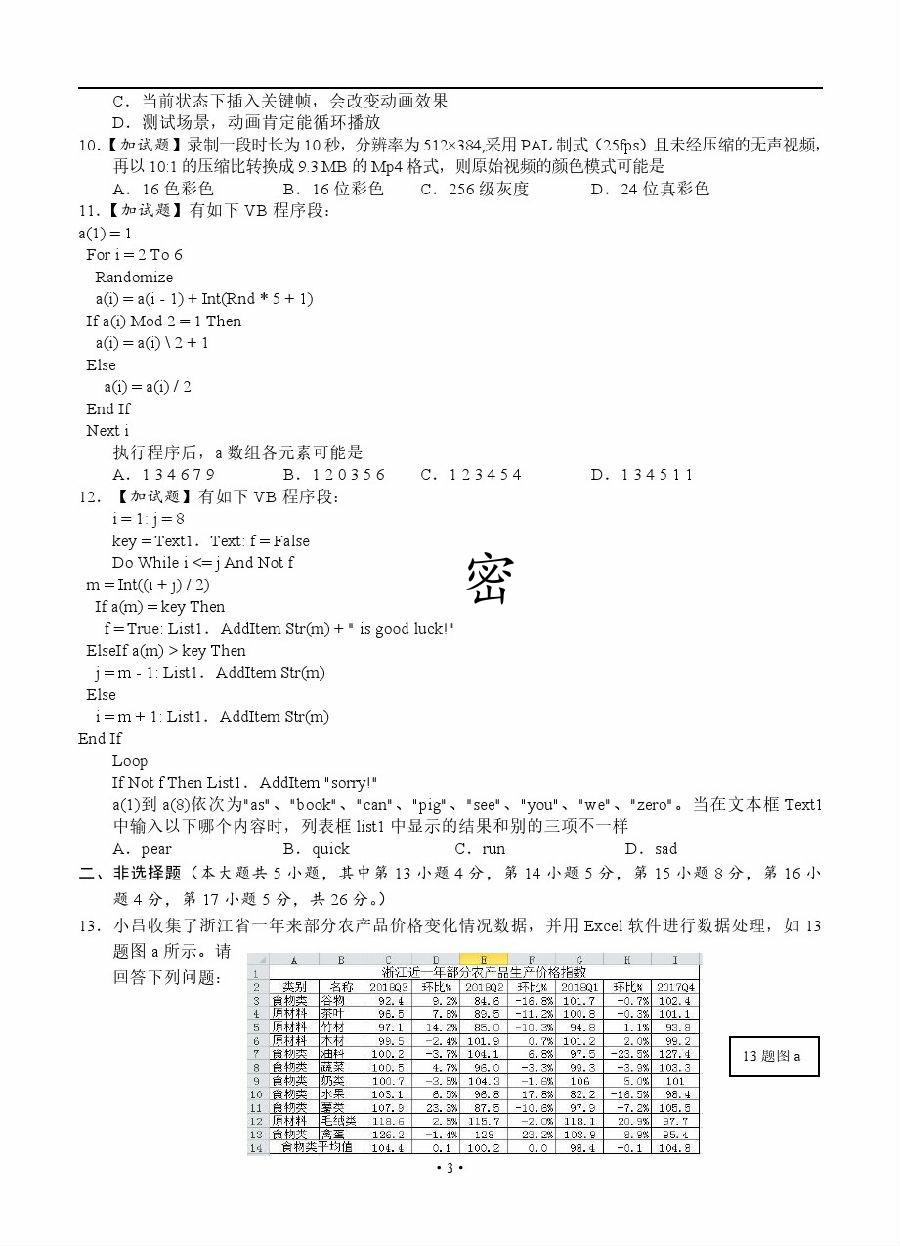 C．当前状态下插入关键帧，会改变动画效果
D．测试场景，动画肯定能循环播放
10.【加试题】录制一段时长为 10 秒，分辨率为 512×384,采用 PAL 制式（25fps）且未经压缩的无声视频，
再以 10:1 的压缩比转换成 9.3MB 的 Mp4 格式，则原始视频的颜色模式可能是
A．16 色彩色 B．16 位彩色 C．256 级灰度 D．24 位真彩色
11.【加试题】有如下 VB 程序段：
a(1) = 1
For i = 2 To 6
Randomize
a(i) = a(i - 1) + Int(Rnd * 5 + 1)
If a(i) Mod 2 = 1 Then
a(i) = a(i) \ 2 + 1
Else
a(i) = a(i) / 2
End If
Next i
执行程序后，a 数组各元素可能是
A．1 3 4 6 7 9 B．1 2 0 3 5 6 C．1 2 3 4 5 4 D．1 3 4 5 1 1
12．【加试题】有如下 VB 程序段：
i = 1: j = 8
key = Text1．Text: f = False
Do While i <= j And Not f
m = Int((i + j) / 2)
密
If a(m) = key Then
f = True: List1．AddItem Str(m) + " is good luck!"
ElseIf a(m) > key Then
j = m - 1: List1．AddItem Str(m)
Else
i = m + 1: List1．AddItem Str(m)
End If
Loop
If Not f Then List1．AddItem "sorry!"
a(1)到 a(8)依次为"as"、"book"、"can"、"pig"、"see"、"you"、"we"、"zero"。当在文本框 Text1
中输入以下哪个内容时，列表框 list1 中显示的结果和别的三项不一样
A．pear B．quick C．run D．sad
二、非选择题（本大题共 5 小题，其中第 13 小题 4 分，第 14 小题 5 分，第 15 小题 8 分，第 16 小
题 4 分，第 17 小题 5 分，共 26 分。）
13．小吕收集了浙江省一年来部分农产品价格变化情况数据，并用 Excel 软件进行数据处理，如 13
题图 a 所示。请
回答下列问题：
A B C D E F G H I
1 浙江近一年部分农产品生产价格指数
2 类别 名称 2018Q3 环比% 2018Q2 环比% 2018Q1 环比% 2017Q4
3 食物类 谷物 92.4 9.2% 84.6 -16.8% 101.7 -0.7% 102.4
4 原材料 茶叶 96.5 7.8% 89.5 -11.2% 100.8 -0.3% 101.1
5 原材料 竹材 97.1 14.2% 85.0 -10.3% 94.8 1.1% 93.8
6 原材料 木材 99.5 -2.4% 101.9 0.7% 101.2 2.0% 99.2
7 食物类 油料 100.2 -3.7% 104.1 6.8% 97.5 -23.5% 127.4
8 食物类 蔬菜 100.5 4.7% 96.0 -3.3% 99.3 -3.9% 103.3
9 食物类 奶类 100.7 -3.5% 104.3 -1.6% 106 5.0% 101
10 食物类 水果 103.1 6.5% 96.8 17.8% 82.2 -16.5% 98.4
11 食物类 薯类 107.9 23.3% 87.5 -10.6% 97.9 -7.2% 105.5
12 原材料 毛绒类 118.6 2.5% 115.7 -2.0% 118.1 20.9% 97.7
13 食物类 禽蛋 126.2 -1.4% 128 23.2% 103.9 8.9% 95.4
14 食物类平均值 104.4 0.1 100.2 0.0 98.4 -0.1 104.8
13 题图 a
·3·